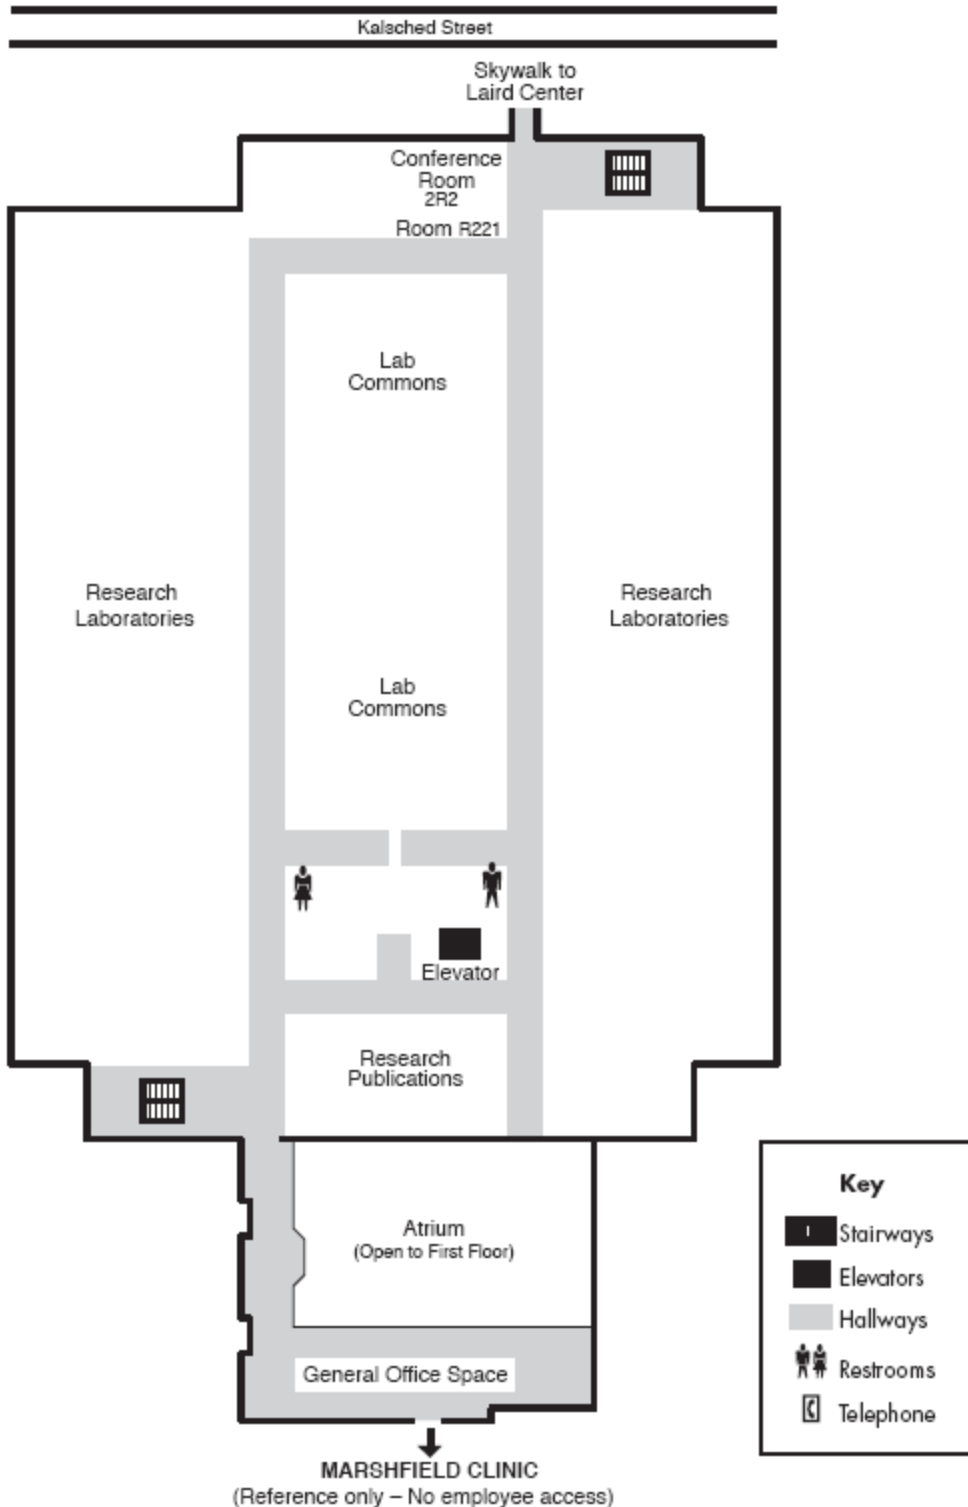 Kalsched Street
Skywalk to
Laird Center
Conference
Room
2R2
Room R221
Lab
Commons
Research
Laboratories
Research
Laboratories
Lab
Commons
Elevator
Research
Publications
Atrium
(Open to First Floor)
General Office Space
MARSHFIELD CLINIC
(Reference only – No employee access)
Key
Stairways
Elevators
Hallways
Restrooms
Telephone